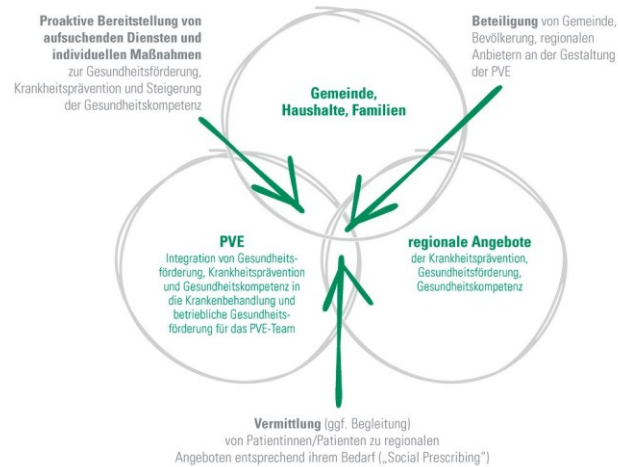 Proaktive Bereitstellung von
aufsuchenden Diensten und
individuellen Maßnahmen
zur Gesundheitsförderung,
Krankheitsprävention und Steigerung
der Gesundheitskompetenz
Beteiligung von Gemeinde,
Bevölkerung, regionalen
Anbietern an der Gestaltung
der PVE
Gemeinde,
Haushalte, Familien
PVE
Integration von Gesundheits-
förderung, Krankheitsprävention
und Gesundheitskompetenz in
die Krankenbehandlung und
betriebliche Gesundheits-
förderung für das PVE-Team
regionale Angebote
der Krankheitsprävention,
Gesundheitsförderung,
Gesundheitskompetenz
Vermittlung (ggf. Begleitung)
von Patientinnen/Patienten zu regionalen
Angeboten entsprechend ihrem Bedarf („Social Prescribing")